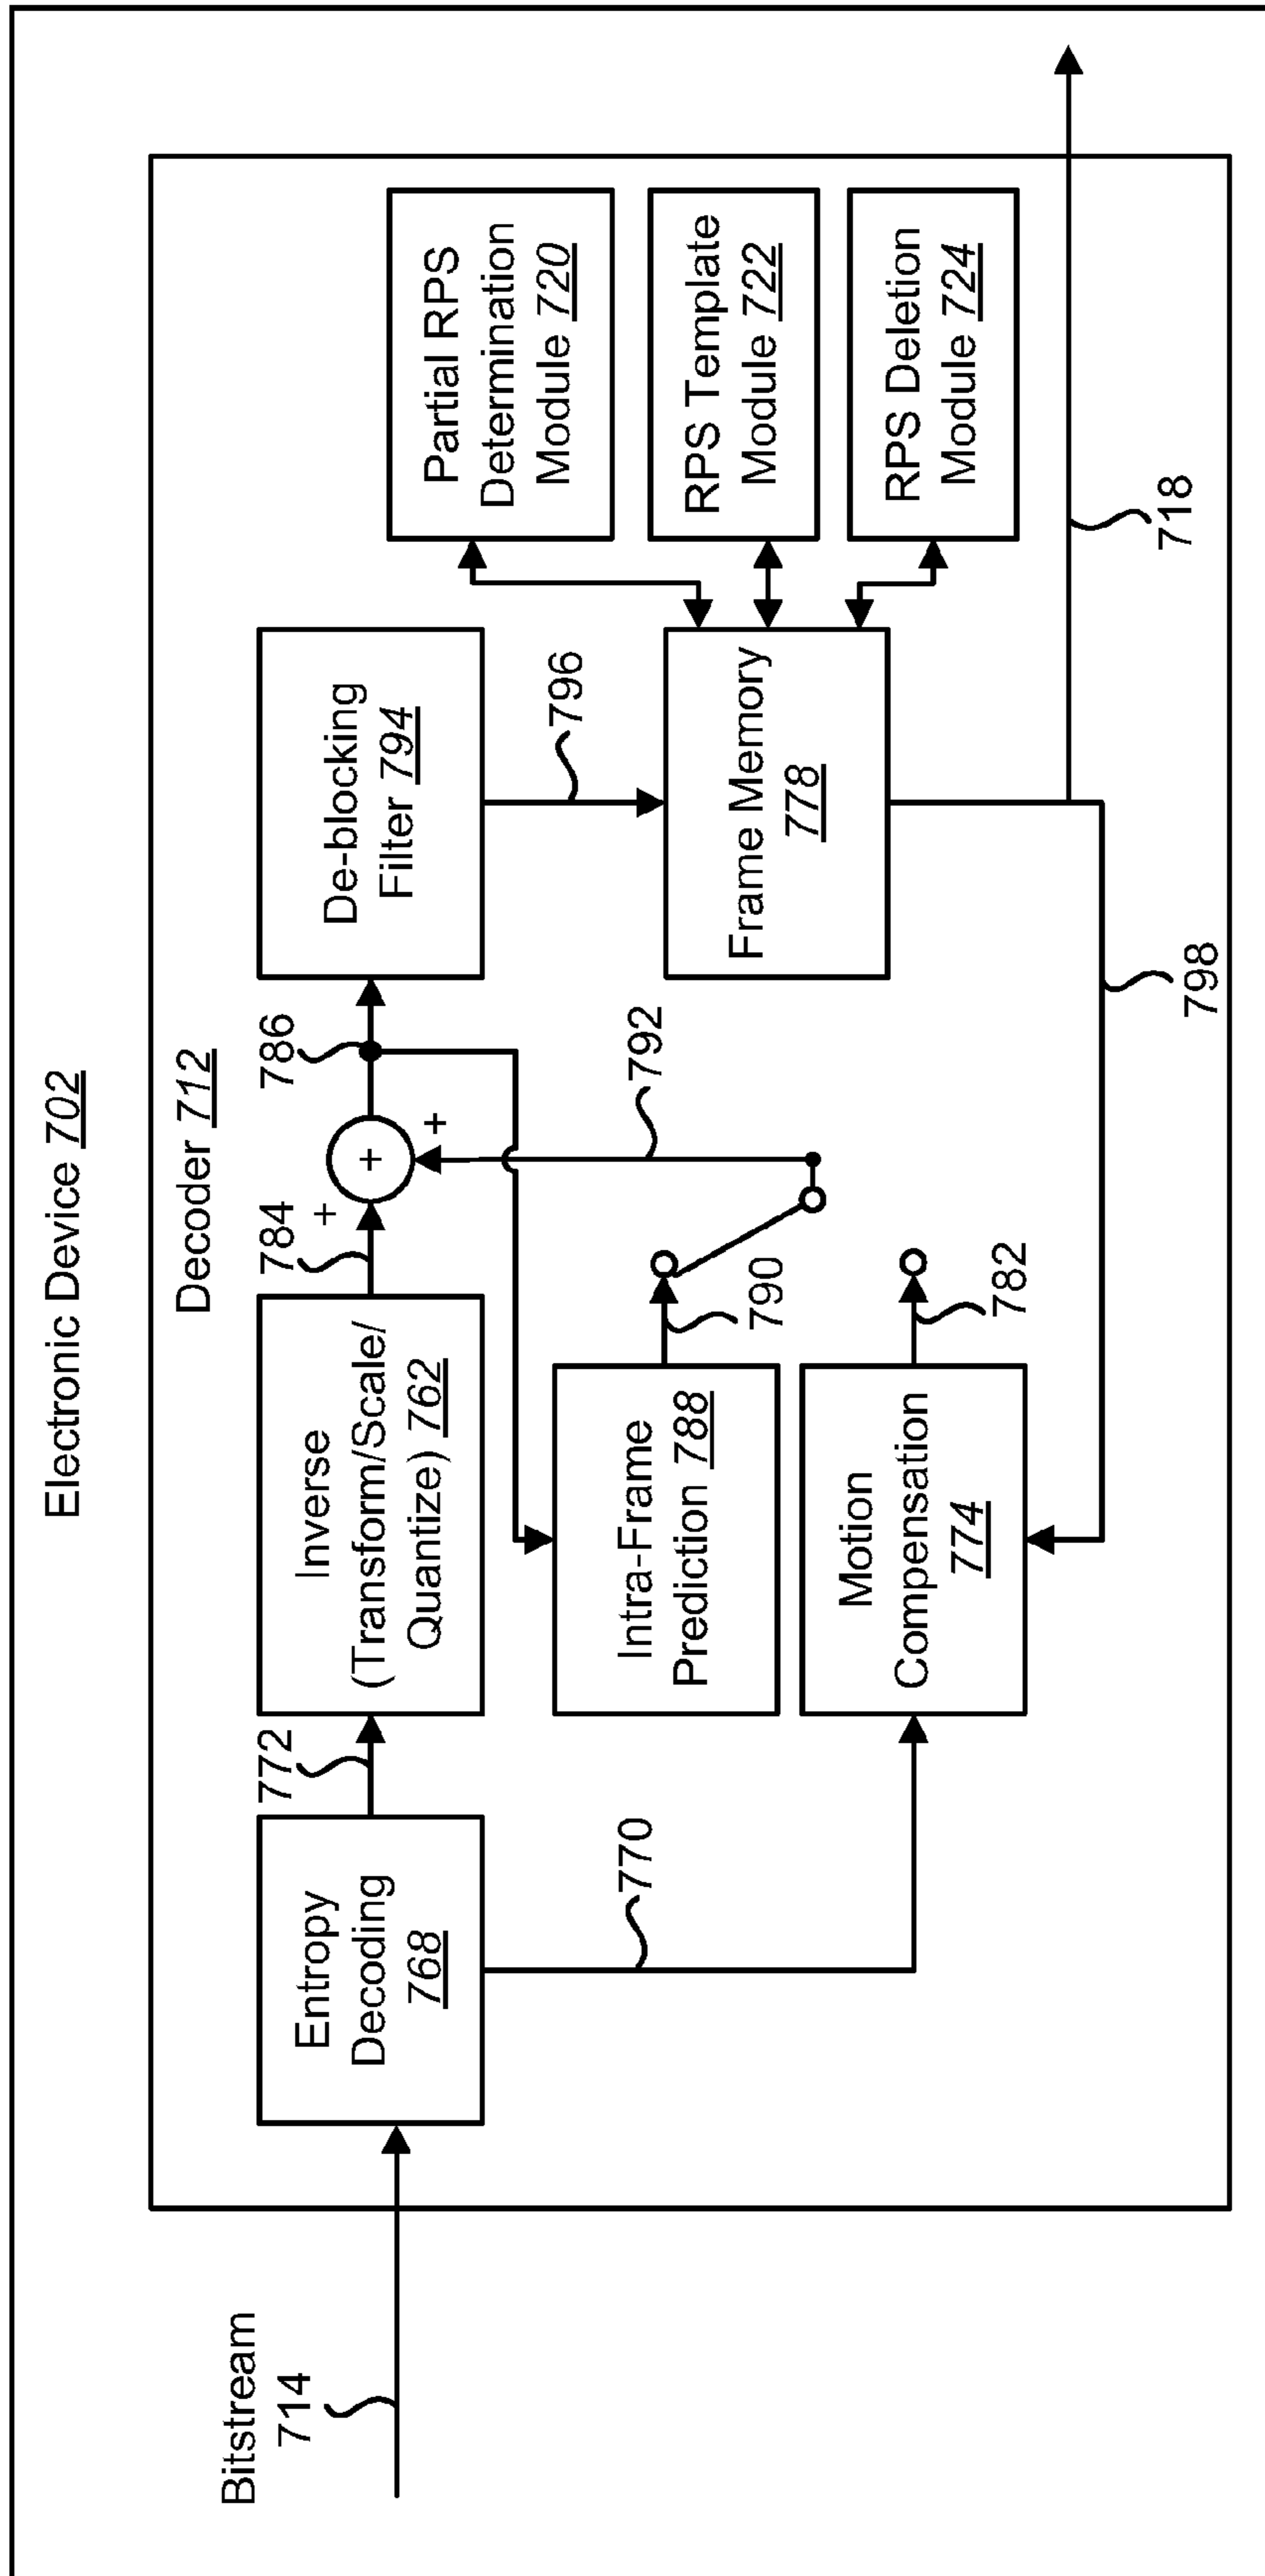 Electronic Device 702
Decoder 712
Bitstream
714
Entropy
Decoding
768
772
Inverse
(Transform/Scale/
Quantize) 762
784
+
+
+
786
De-blocking
Filter 794
796
770
Intra-Frame
Prediction 788
790
792
Motion
Compensation
774
782
Frame Memory
778
Partial RPS
Determination
Module 720
RPS Template
Module 722
RPS Deletion
Module 724
798
718